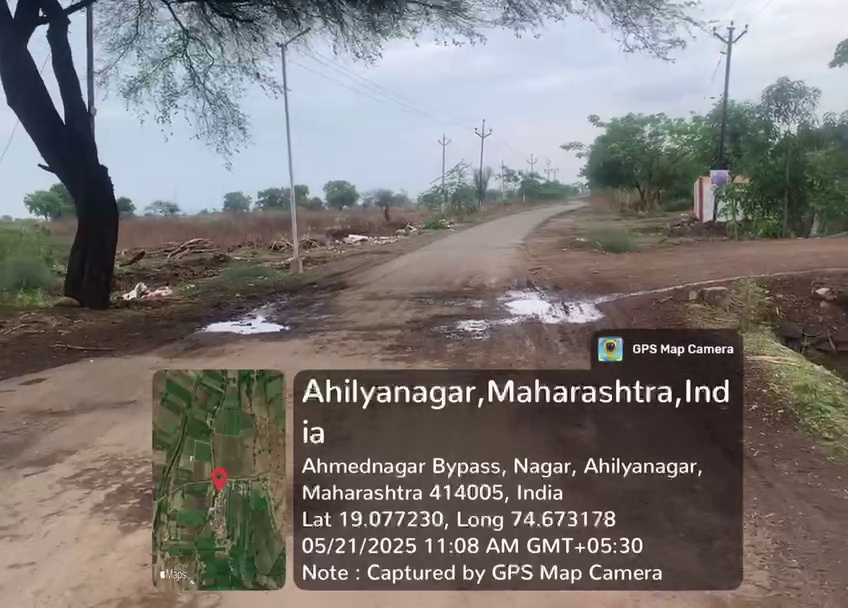 GPS Map Camera
Ahilyanagar,Maharashtra,Ind
ia
Ahmednagar Bypass, Nagar, Ahilyanagar,
Maharashtra 414005, India
Lat 19.077230, Long 74.673178
05/21/2025 11:08 AM GMT+05:30
Note : Captured by GPS Map Camera
Maps